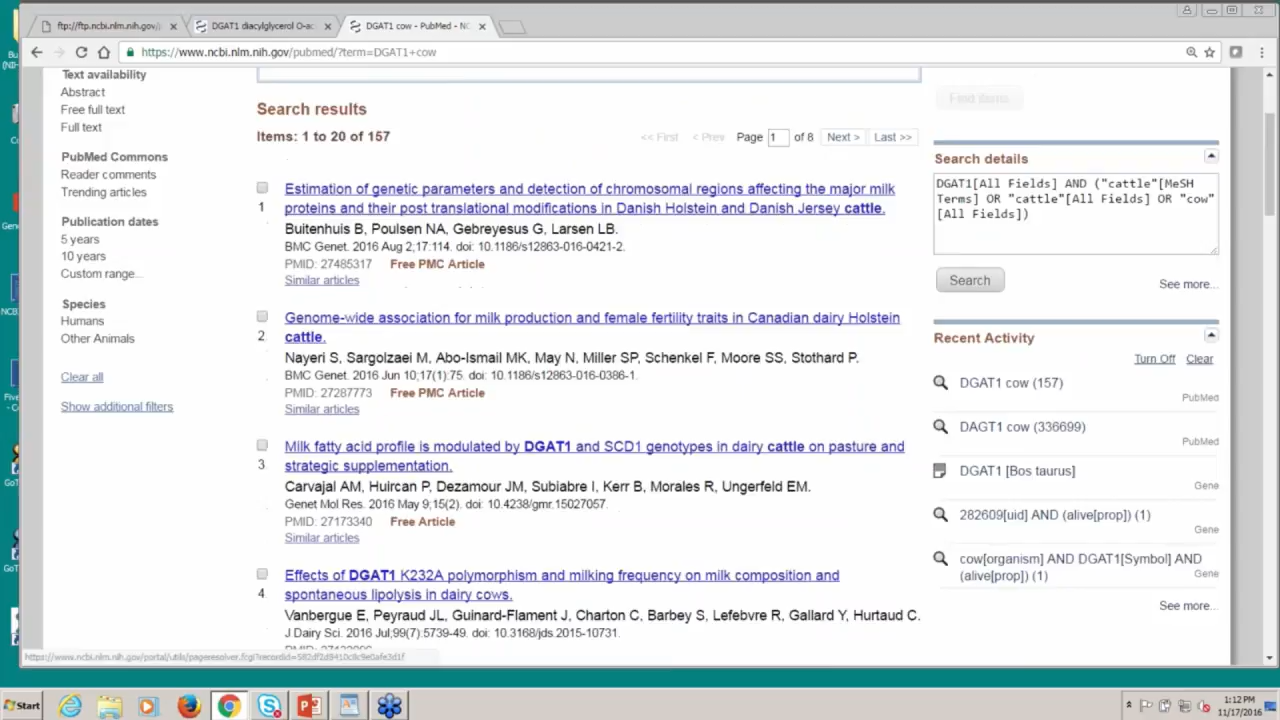 ftp://ftp.ncbi.nlm.nih.gov/
DGAT1 diacylglycerol O-ac
DGAT1 cow - PubMed - NC
https://www.ncbi.nlm.nih.gov/pubmed/?term=DGAT1+cow
Text availability
Abstract
Free full text
Full text
PubMed Commons
Reader comments
Trending articles
Publication dates
5 years
10 years
Custom range...
Species
Humans
Other Animals
Clear all
Show additional filters
Search results
Items: 1 to 20 of 157
<< First < Prev Page 1 of 8 Next > Last >>
Estimation of genetic parameters and detection of chromosomal regions affecting the major milk
1 proteins and their post translational modifications in Danish Holstein and Danish Jersey cattle.
Buitenhuis B, Poulsen NA, Gebreyesus G, Larsen LB.
BMC Genet. 2016 Aug 2;17:114. doi: 10.1186/s12863-016-0421-2.
PMID: 27485317 Free PMC Article
Similar articles
Genome-wide association for milk production and female fertility traits in Canadian dairy Holstein
2. cattle.
Nayeri S, Sargolzaei M, Abo-Ismail MK, May N, Miller SP, Schenkel F, Moore SS, Stothard P.
BMC Genet. 2016 Jun 10;17(1):75. doi: 10.1186/s12863-016-0386-1.
PMID: 27287773 Free PMC Article
Similar articles
Milk fatty acid profile is modulated by DGAT1 and SCD1 genotypes in dairy cattle on pasture and
3 strategic supplementation.
Carvajal AM, Huircan P, Dezamour JM, Subiabre I, Kerr B, Morales R, Ungerfeld EM.
Genet Mol Res. 2016 May 9;15(2). doi: 10.4238/gmr.15027057.
PMID: 27173340 Free Article
Similar articles
Effects of DGAT1 K232A polymorphism and milking frequency on milk composition and
4. spontaneous lipolysis in dairy cows.
Vanbergue E, Peyraud JL, Guinard-Flament J, Charton C, Barbey S, Lefebvre R, Gallard Y, Hurtaud C.
J Dairy Sci. 2016 Jul;99(7):5739-49. doi: 10.3168/jds.2015-10731.
Find items
Search details
DGAT1[All Fields] AND ("cattle"[MeSH
Terms] OR "cattle"[All Fields] OR "cow"
[All Fields])
Search
See more...
Recent Activity
Turn Off Clear
DGAT1 cow (157)
PubMed
DAGT1 cow (336699)
PubMed
DGAT1 [Bos taurus]
Gene
282609[uid] AND (alive[prop]) (1)
Gene
cow[organism] AND DGAT1[Symbol] AND
(alive[prop]) (1)
Gene
See more...
Start
1:12 PM
11/17/2016